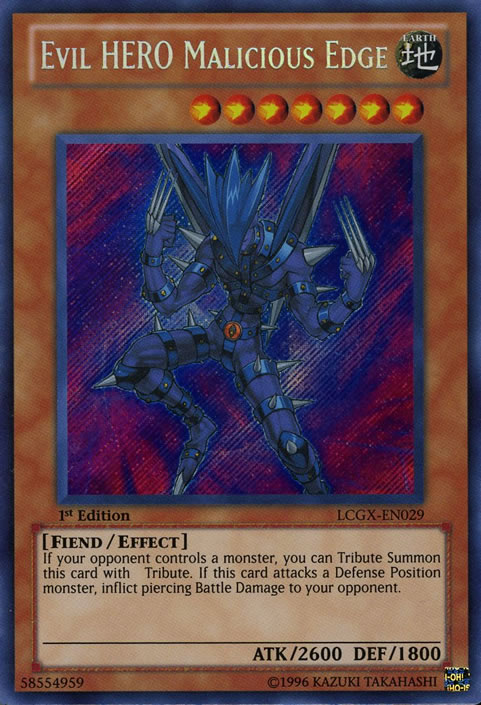 EVIL HERO MALICIOUS EDGE
EARTH
地
1st Edition
LCGX-EN029
[FIEND / EFFECT]
If your opponent controls a monster, you can Tribute Summon
this card with Tribute. If this card attacks a Defense Position
monster, inflict piercing Battle Damage to your opponent.
ATK/2600 DEF/1800
58554959
©1996 KAZUKI TAKAHASHI